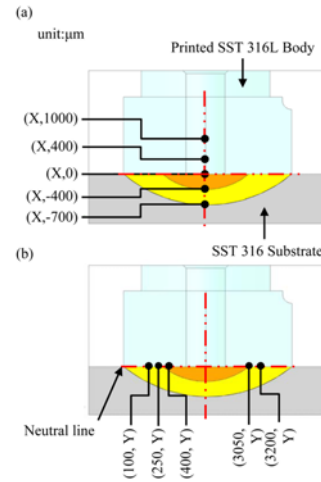 (a)
unit:μm
Printed SST 316L Body
(X,1000)
(X,400)
(X,0)
(X,-400)
(X,-700)
SST 316 Substrate
(b)
Neutral line
(100, Y)
(250, Y)
(400, Y)
(3050, Y)
(3200, Y)